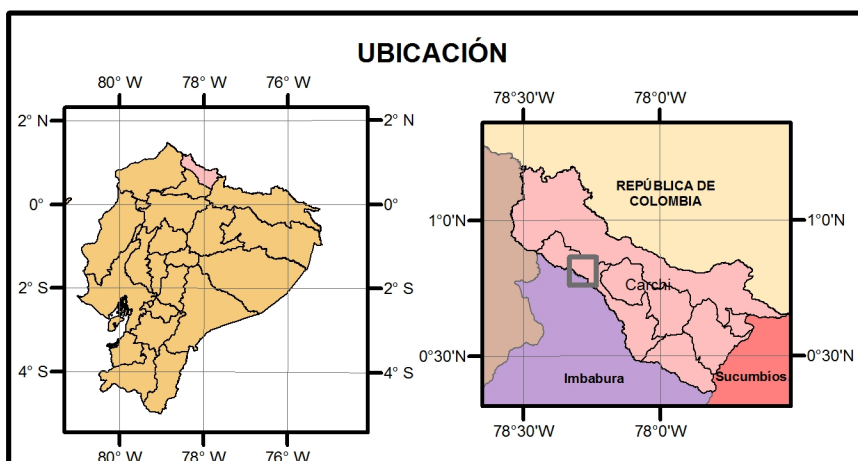 UBICACIÓN
80° W 78° W 76° W
2° N 2° N
0° 0°
2° S 2° S
4° S 4° S
80° W 78° W 76° W
78°30'W 78°0'W
REPÚBLICA DE
COLOMBIA
1°0'N 1°0'N
Carchi
0°30'N 0°30'N
Imbabura Sucumbios
78°30'W 78°0'W